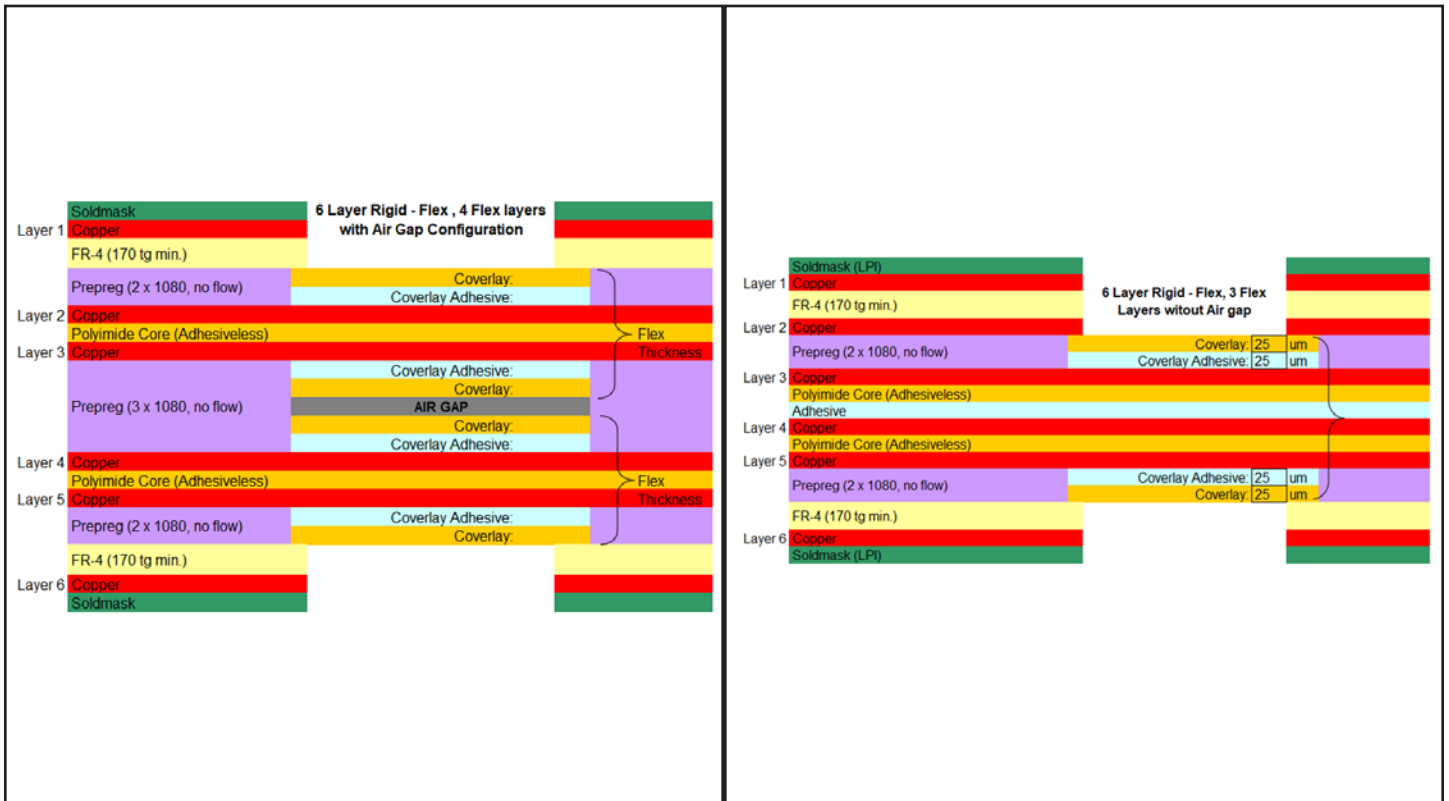 6 Layer Rigid - Flex , 4 Flex layers
with Air Gap Configuration
Soldmask
Layer 1 Copper
FR-4 (170 tg min.)
Prepreg (2 x 1080, no flow)
Coverlay:
Coverlay Adhesive:
Layer 2 Copper
Polyimide Core (Adhesiveless)
Flex
Layer 3 Copper
Thickness
Prepreg (3 x 1080, no flow)
Coverlay Adhesive:
Coverlay:
AIR GAP
Coverlay:
Coverlay Adhesive:
Layer 4 Copper
Polyimide Core (Adhesiveless)
Flex
Layer 5 Copper
Thickness
Prepreg (2 x 1080, no flow)
Coverlay Adhesive:
Coverlay:
FR-4 (170 tg min.)
Layer 6 Copper
Soldmask
6 Layer Rigid - Flex, 3 Flex
Layers witout Air gap
Soldmask (LPI)
Layer 1 Copper
FR-4 (170 tg min.)
Layer 2 Copper
Prepreg (2 x 1080, no flow)
Coverlay: 25 um
Coverlay Adhesive: 25 um
Layer 3 Copper
Polyimide Core (Adhesiveless)
Adhesive
Layer 4 Copper
Polyimide Core (Adhesiveless)
Layer 5 Copper
Prepreg (2 x 1080, no flow)
Coverlay Adhesive: 25 um
Coverlay: 25 um
FR-4 (170 tg min.)
Layer 6 Copper
Soldmask (LPI)